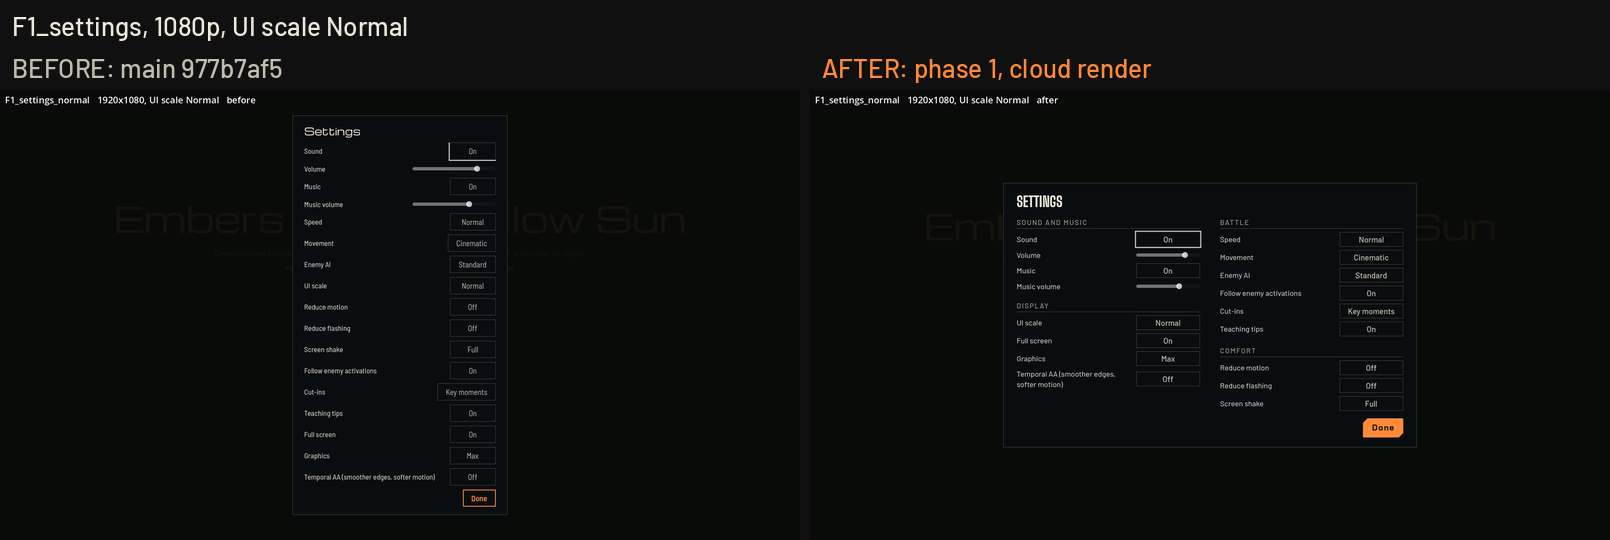 F1_settings, 1080p, UI scale Normal
BEFORE: main 977b7af5
F1_settings_normal 1920x1080, UI scale Normal before
Embers
low Sun
Settings
Sound On
Volume
Music On
Music volume
Speed Normal
Movement Cinematic
Enemy AI Standard
UI scale Normal
Reduce motion Off
Reduce flashing Off
Screen shake Full
Follow enemy activations On
Cut-ins Key moments
Teaching tips On
Full screen On
Graphics Max
Temporal AA (smoother edges, softer motion) Off
Done
AFTER: phase 1, cloud render
F1_settings_normal 1920x1080, UI scale Normal after
Emb
Sun
SETTINGS
SOUND AND MUSIC
Sound On
Volume
Music On
Music volume
DISPLAY
UI scale Normal
Full screen On
Graphics Max
Temporal AA (smoother edges,
softer motion) Off
BATTLE
Speed Normal
Movement Cinematic
Enemy AI Standard
Follow enemy activations On
Cut-ins Key moments
Teaching tips On
COMFORT
Reduce motion Off
Reduce flashing Off
Screen shake Full
Done